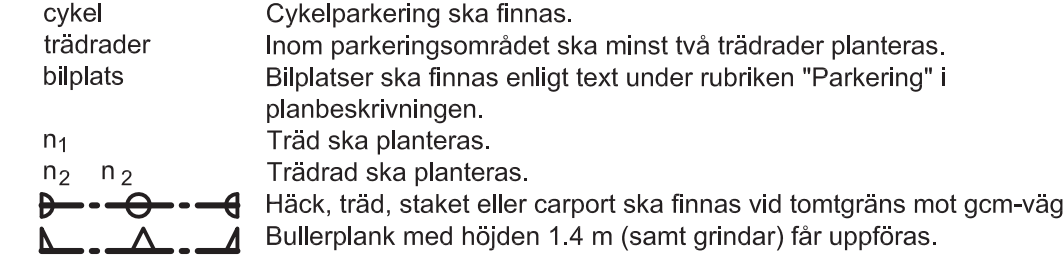 cykel Cykelparkering ska finnas.
trädrader Inom parkeringsområdet ska minst två trädrader planteras.
bilplats Bilplatser ska finnas enligt text under rubriken "Parkering" i
planbeskrivningen.
n1 Träd ska planteras.
n2 n2 Trädrad ska planteras.
Häck, träd, staket eller carport ska finnas vid tomtgräns mot gcm-väg
Bullerplank med höjden 1.4 m (samt grindar) får uppföras.